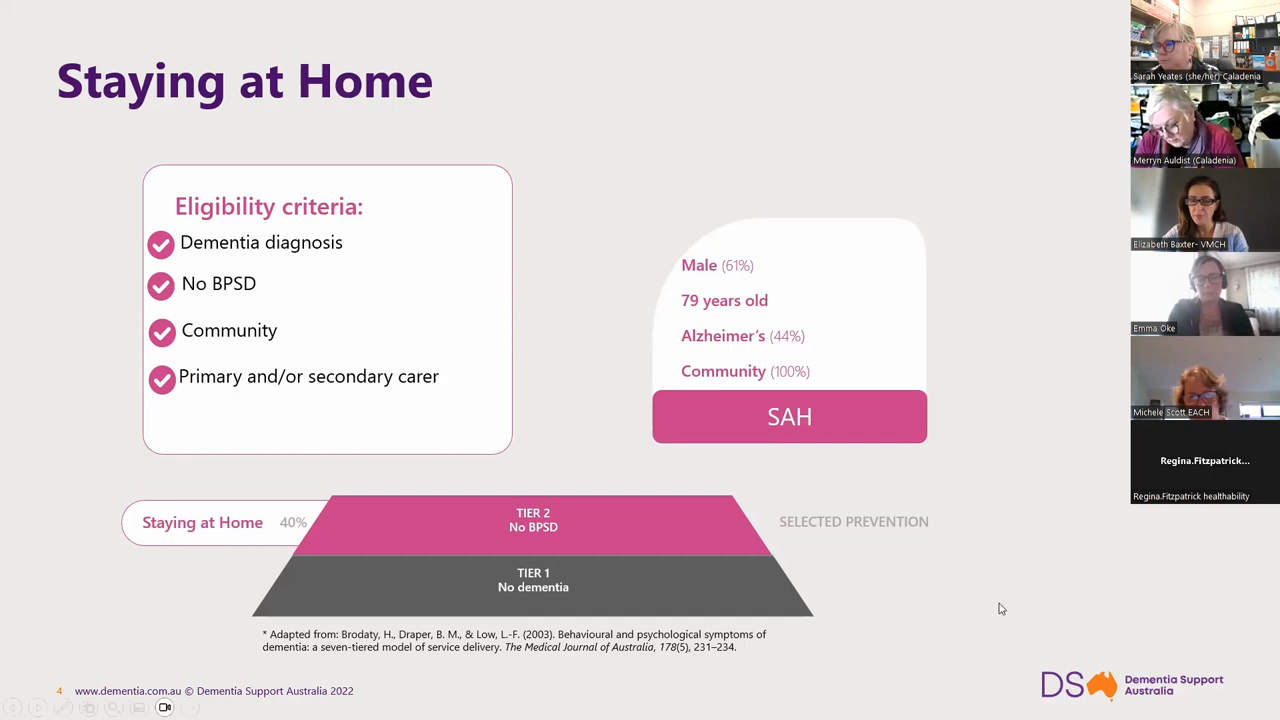 Staying at Home
Eligibility criteria:
Dementia diagnosis
No BPSD
Community
Primary and/or secondary carer
Male (61%)
79 years old
Alzheimer's (44%)
Community (100%)
SAH
Staying at Home 40%
TIER 2
No BPSD
SELECTED PREVENTION
TIER 1
No dementia
* Adapted from: Brodaty, H., Draper, B. M., & Low, L.-F. (2003). Behavioural and psychological symptoms of
dementia: a seven-tiered model of service delivery. The Medical Journal of Australia, 178(5), 231–234.
4 www.dementia.com.au © Dementia Support Australia 2022
DS
Dementia Support
Australia
Sarah Yeates (she/her) Caladenia
Merryn Auldist (Caladenia)
Elizabeth Baxter- VMCH
Emma Oke
Michele Scott EACH
Regina.Fitzpatrick...
Regina.Fitzpatrick healthability